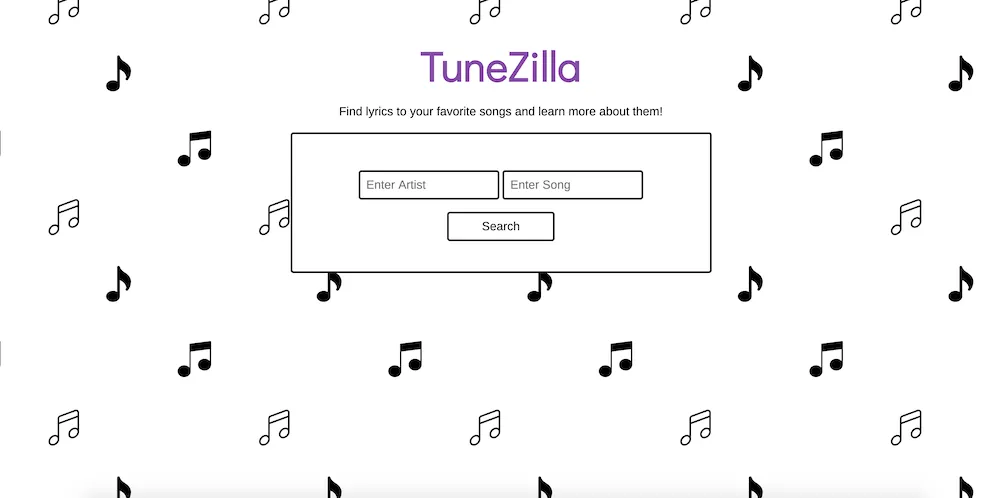 TuneZilla
Find lyrics to your favorite songs and learn more about them!
Enter Artist Enter Song
Search